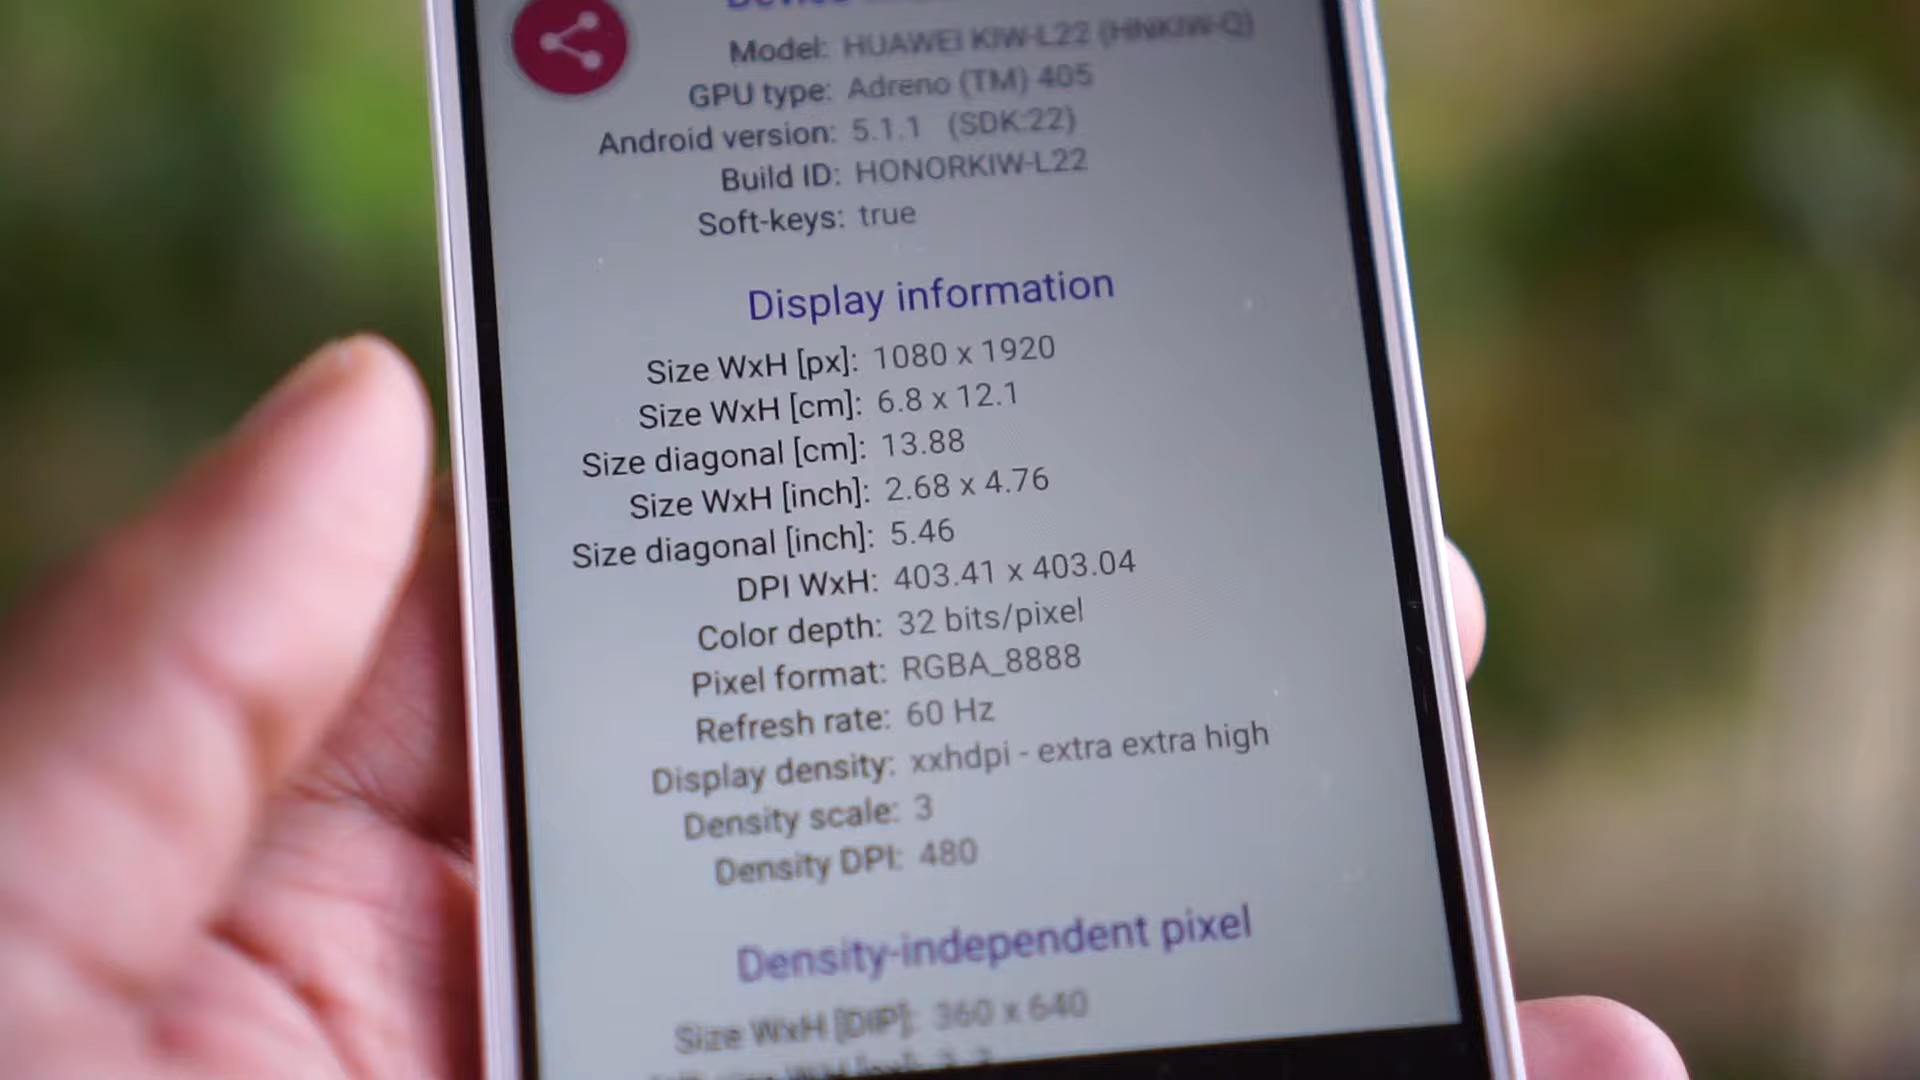 Device
Model: HUAWEI KIW-L22 (HNKIW-Q)
GPU type: Adreno (TM) 405
Android version: 5.1.1 (SDK:22)
Build ID: HONORKIW-L22
Soft-keys: true
Display information
Size WxH [px]: 1080 x 1920
Size WxH [cm]: 6.8 x 12.1
Size diagonal [cm]: 13.88
Size WxH [inch]: 2.68 x 4.76
Size diagonal [inch]: 5.46
DPI WxH: 403.41 x 403.04
Color depth: 32 bits/pixel
Pixel format: RGBA_8888
Refresh rate: 60 Hz
Display density: xxhdpi - extra extra high
Density scale: 3
Density DPI: 480
Density-independent pixel
Size WxH [DIP]: 360 x 640